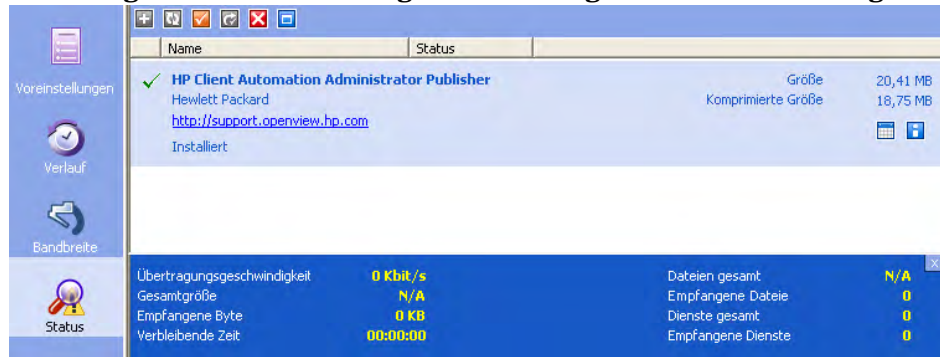 Name Status
Voreinstellungen
Verlauf
Bandbreite
Status
HP Client Automation Administrator Publisher
Hewlett Packard
http://support.openview.hp.com
Installiert
Größe 20,41 MB
Komprimierte Größe 18,75 MB
Übertragungsgeschwindigkeit 0 Kbit/s
Gesamtgröße N/A
Empfangene Byte 0 KB
Verbleibende Zeit 00:00:00
Dateien gesamt N/A
Empfangene Dateie 0
Dienste gesamt 0
Empfangene Dienste 0